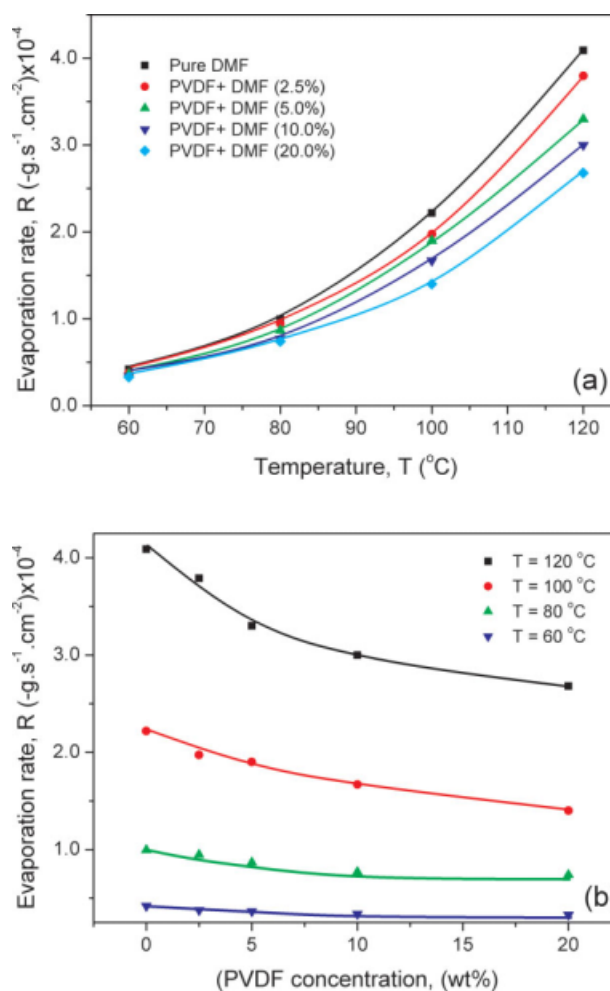 Evaporation rate, R (-g.s⁻¹.cm⁻²)x10⁻⁴
4.0
3.0
2.0
1.0
0.0
Pure DMF
PVDF+ DMF (2.5%)
PVDF+ DMF (5.0%)
PVDF+ DMF (10.0%)
PVDF+ DMF (20.0%)
(a)
60 70 80 90 100 110 120
Temperature, T (°C)
Evaporation rate, R (-g.s⁻¹.cm⁻²)x10⁻⁴
4.0
3.0
2.0
1.0
T = 120 °C
T = 100 °C
T = 80 °C
T = 60 °C
(b
0 5 10 15 20
(PVDF concentration, (wt%)